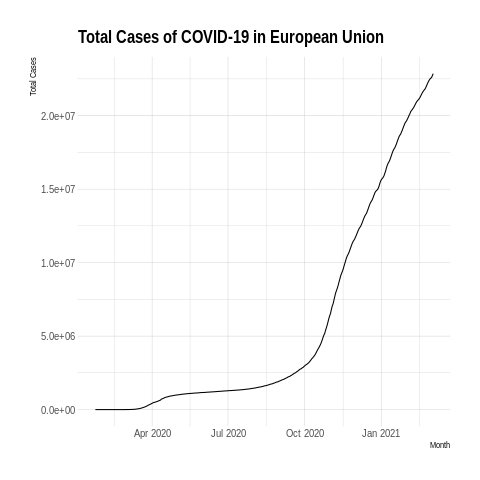 Total Cases of COVID-19 in European Union
Total Cases
2.0e+07
1.5e+07
1.0e+07
5.0e+06
0.0e+00
Apr 2020 Jul 2020 Oct 2020 Jan 2021
Month